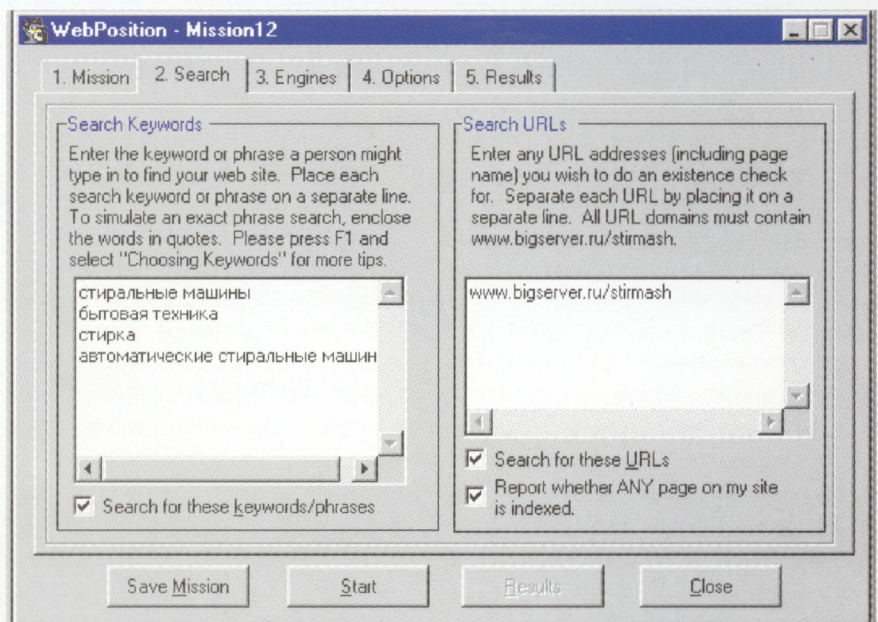 WebPosition - Mission12
1. Mission
2. Search
3. Engines
4. Options
5. Results
Search Keywords
Enter the keyword or phrase a person might
type in to find your web site. Place each
search keyword or phrase on a separate line.
To simulate an exact phrase search, enclose
the words in quotes. Please press F1 and
select "Choosing Keywords" for more tips.
стиральные машины
бытовая техника
стирка
автоматические стиральные машин
Search for these keywords/phrases
Search URLs
Enter any URL addresses (including page
name) you wish to do an existence check
for. Separate each URL by placing it on a
separate line. All URL domains must contain
www.bigserver.ru/stirmash.
www.bigserver.ru/stirmash
Search for these URLs
Report whether ANY page on my site
is indexed.
Save Mission
Start
Results
Close